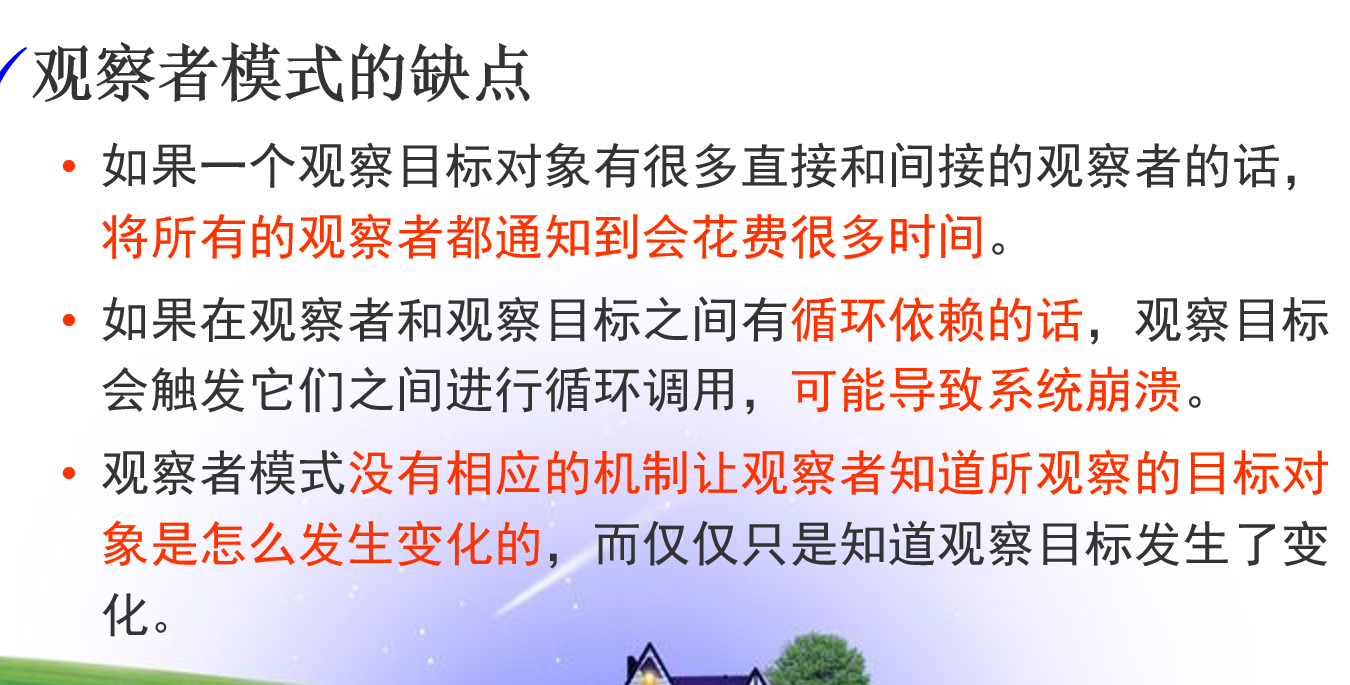 观察者模式的缺点
如果一个观察目标对象有很多直接和间接的观察者的话，
将所有的观察者都通知到会花费很多时间。
如果在观察者和观察目标之间有循环依赖的话，观察目标
会触发它们之间进行循环调用，可能导致系统崩溃。
观察者模式没有相应的机制让观察者知道所观察的目标对
象是怎么发生变化的，而仅仅只是知道观察目标发生了变
化。